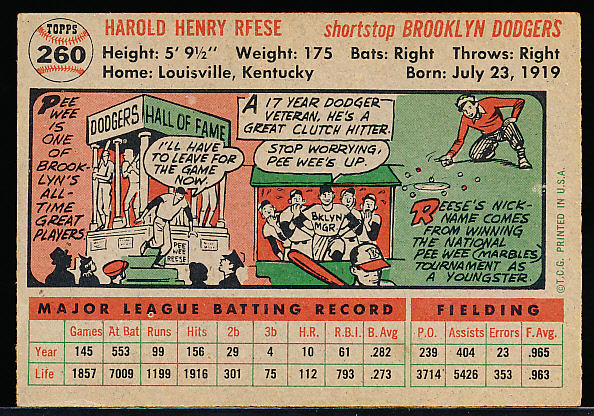 TOPPS
260
HAROLD HENRY REESE shortstop BROOKLYN DODGERS
Height: 5' 9½" Weight: 175 Bats: Right Throws: Right
Home: Louisville, Kentucky Born: July 23, 1919
PEE
WEE
IS
ONE
OF
BROOK-
LYN'S
ALL-
TIME
GREAT
PLAYERS
DODGERS HALL OF FAME
I'LL HAVE
TO LEAVE
FOR THE
GAME
NOW.
PEE
WEE
REESE
A 17 YEAR DODGER
VETERAN, HE'S A
GREAT CLUTCH HITTER.
STOP WORRYING,
PEE WEE'S UP.
BKLYN
MGR.
B
REESE'S NICK-
NAME COMES
FROM WINNING
THE NATIONAL
PEE WEE (MARBLES)
TOURNAMENT AS
A YOUNGSTER.
©T.C.G. PRINTED IN U.S.A.
MAJOR LEAGUE BATTING RECORD FIELDING
Games At Bat Runs Hits 2b 3b H.R. R.B.I. B. Avg P.O. Assists Errors F. Avg.
Year 145 553 99 156 29 4 10 61 .282 239 404 23 .965
Life 1857 7009 1199 1916 301 75 112 793 .273 3714 5426 353 .963